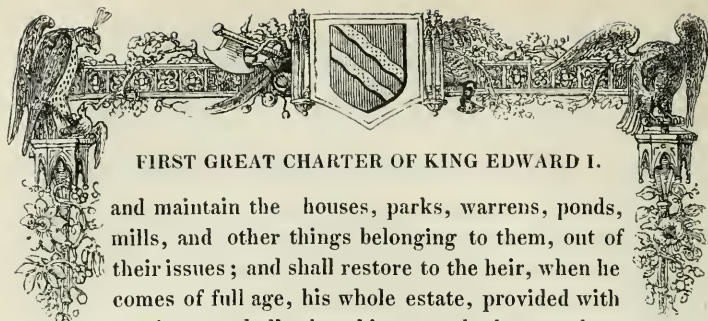 FIRST GREAT CHARTER OF KING EDWARD I.
and maintain the houses, parks, warrens, ponds,
mills, and other things belonging to them, out of
their issues; and shall restore to the heir, when he
comes of full age, his whole estate, provided with